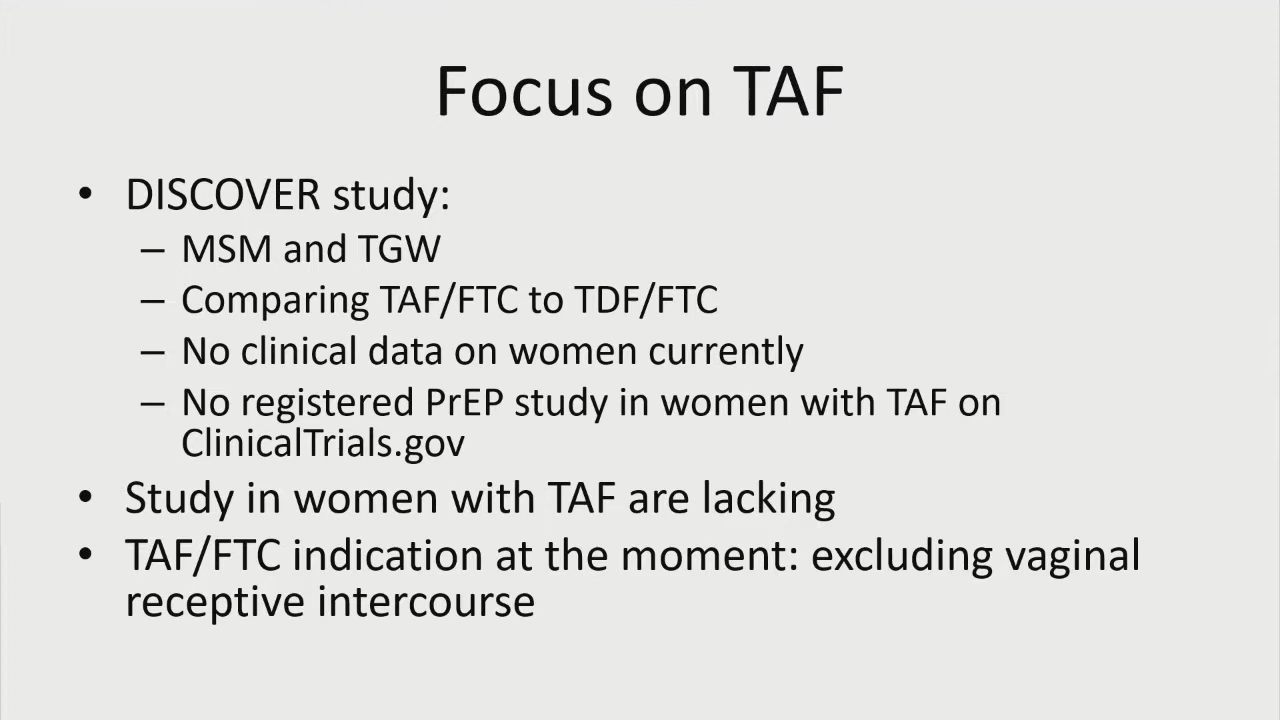 Focus on TAF
• DISCOVER study:
– MSM and TGW
– Comparing TAF/FTC to TDF/FTC
– No clinical data on women currently
– No registered PrEP study in women with TAF on
ClinicalTrials.gov
• Study in women with TAF are lacking
• TAF/FTC indication at the moment: excluding vaginal
receptive intercourse